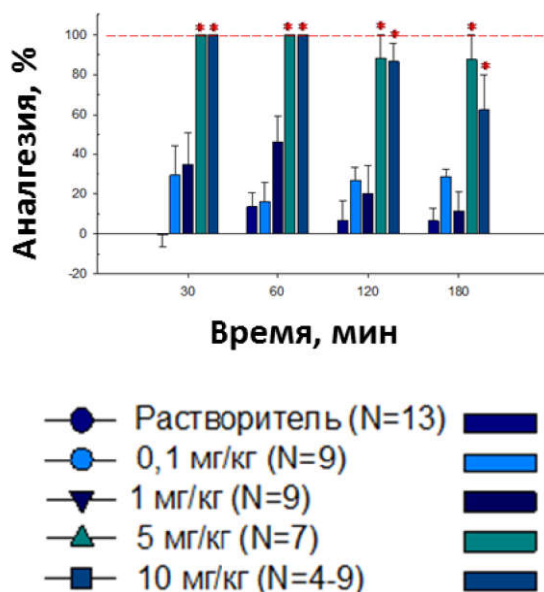 Аналгезия, %
100
80
60
40
20
0
-20
* * * * * * * *
30 60 120 180
Время, мин
Растворитель (N=13)
0,1 мг/кг (N=9)
1 мг/кг (N=9)
5 мг/кг (N=7)
10 мг/кг (N=4-9)